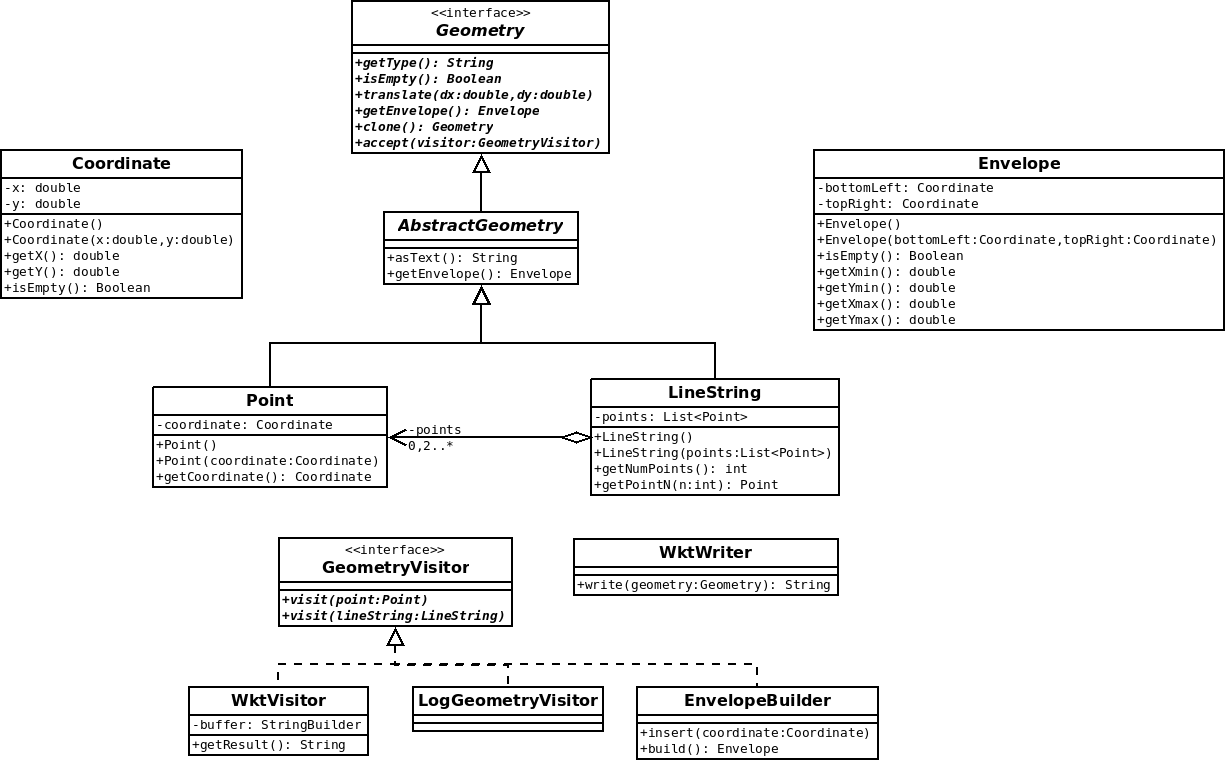 <<interface>>
Geometry
+getType(): String
+isEmpty(): Boolean
+translate(dx:double,dy:double)
+getEnvelope(): Envelope
+clone(): Geometry
+accept(visitor:GeometryVisitor)
Coordinate
-x: double
-y: double
+Coordinate()
+Coordinate(x:double,y:double)
+getX(): double
+getY(): double
+isEmpty(): Boolean
Envelope
-bottomLeft: Coordinate
-topRight: Coordinate
+Envelope()
+Envelope(bottomLeft:Coordinate,topRight:Coordinate)
+isEmpty(): Boolean
+getXmin(): double
+getYmin(): double
+getXmax(): double
+getYmax(): double
AbstractGeometry
+asText(): String
+getEnvelope(): Envelope
Point
-coordinate: Coordinate
+Point()
+Point(coordinate:Coordinate)
+getCoordinate(): Coordinate
-points
0,2..*
LineString
-points: List<Point>
+LineString()
+LineString(points:List<Point>)
+getNumPoints(): int
+getPointN(n:int): Point
<<interface>>
GeometryVisitor
+visit(point:Point)
+visit(lineString:LineString)
WktWriter
+write(geometry:Geometry): String
WktVisitor
-buffer: StringBuilder
+getResult(): String
LogGeometryVisitor
EnvelopeBuilder
+insert(coordinate:Coordinate)
+build(): Envelope